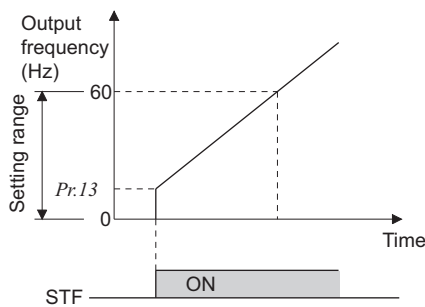 Output
frequency
(Hz)
Setting range
60
Pr.13
0
Time
STF
ON